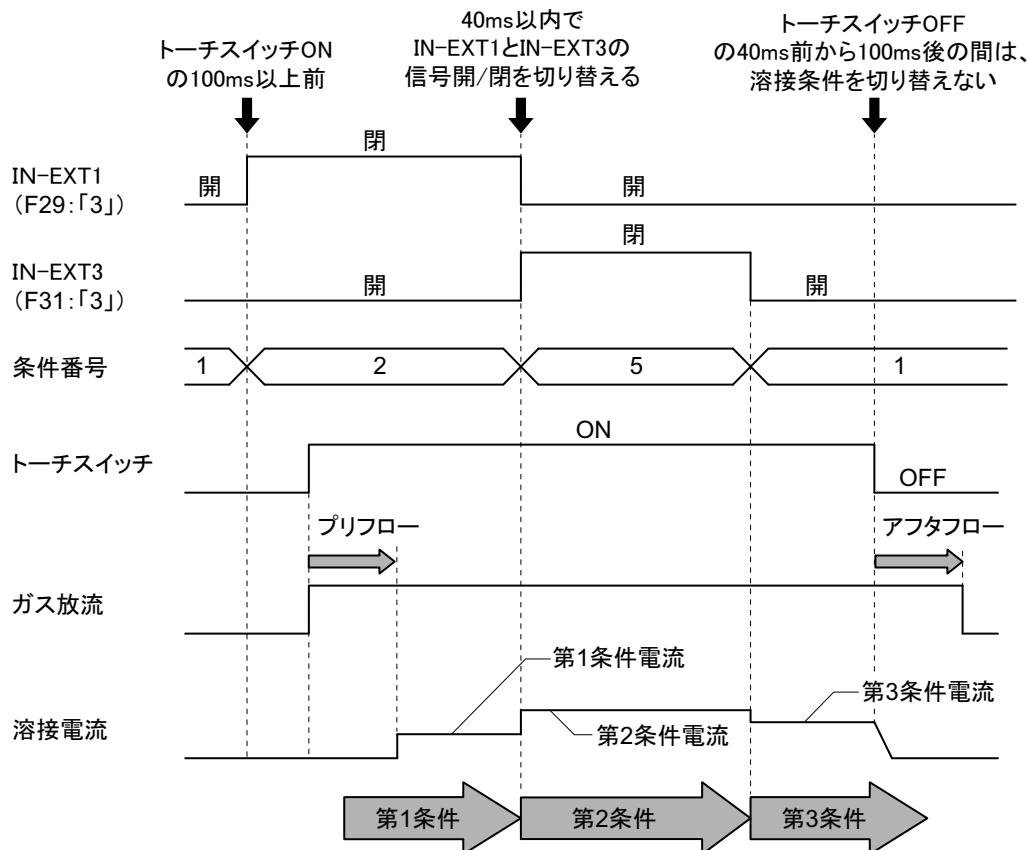 トーチスイッチON
の100ms以上前
40ms以内で
IN-EXT1とIN-EXT3の
信号開/閉を切り替える
トーチスイッチOFF
の40ms前から100ms後の間は、
溶接条件を切り替えない
IN-EXT1
（F29：「3」）
開
閉
開
IN-EXT3
（F31：「3」）
開
閉
開
条件番号
1
2
5
1
トーチスイッチ
ON
OFF
プリフロー
アフタフロー
ガス放流
溶接電流
第1条件電流
第2条件電流
第3条件電流
第1条件
第2条件
第3条件